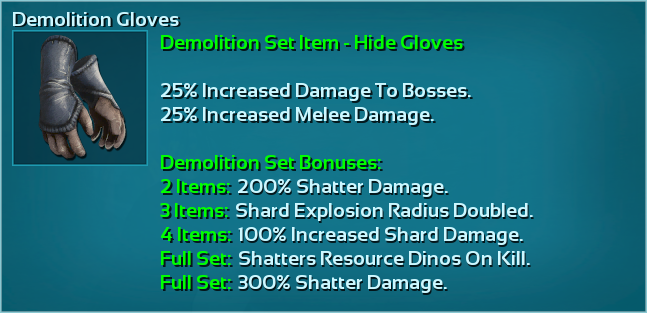 Demolition Gloves
Demolition Set Item - Hide Gloves
25% Increased Damage To Bosses.
25% Increased Melee Damage.
Demolition Set Bonuses:
2 Items: 200% Shatter Damage.
3 Items: Shard Explosion Radius Doubled.
4 Items: 100% Increased Shard Damage.
Full Set: Shatters Resource Dinos On Kill.
Full Set: 300% Shatter Damage.